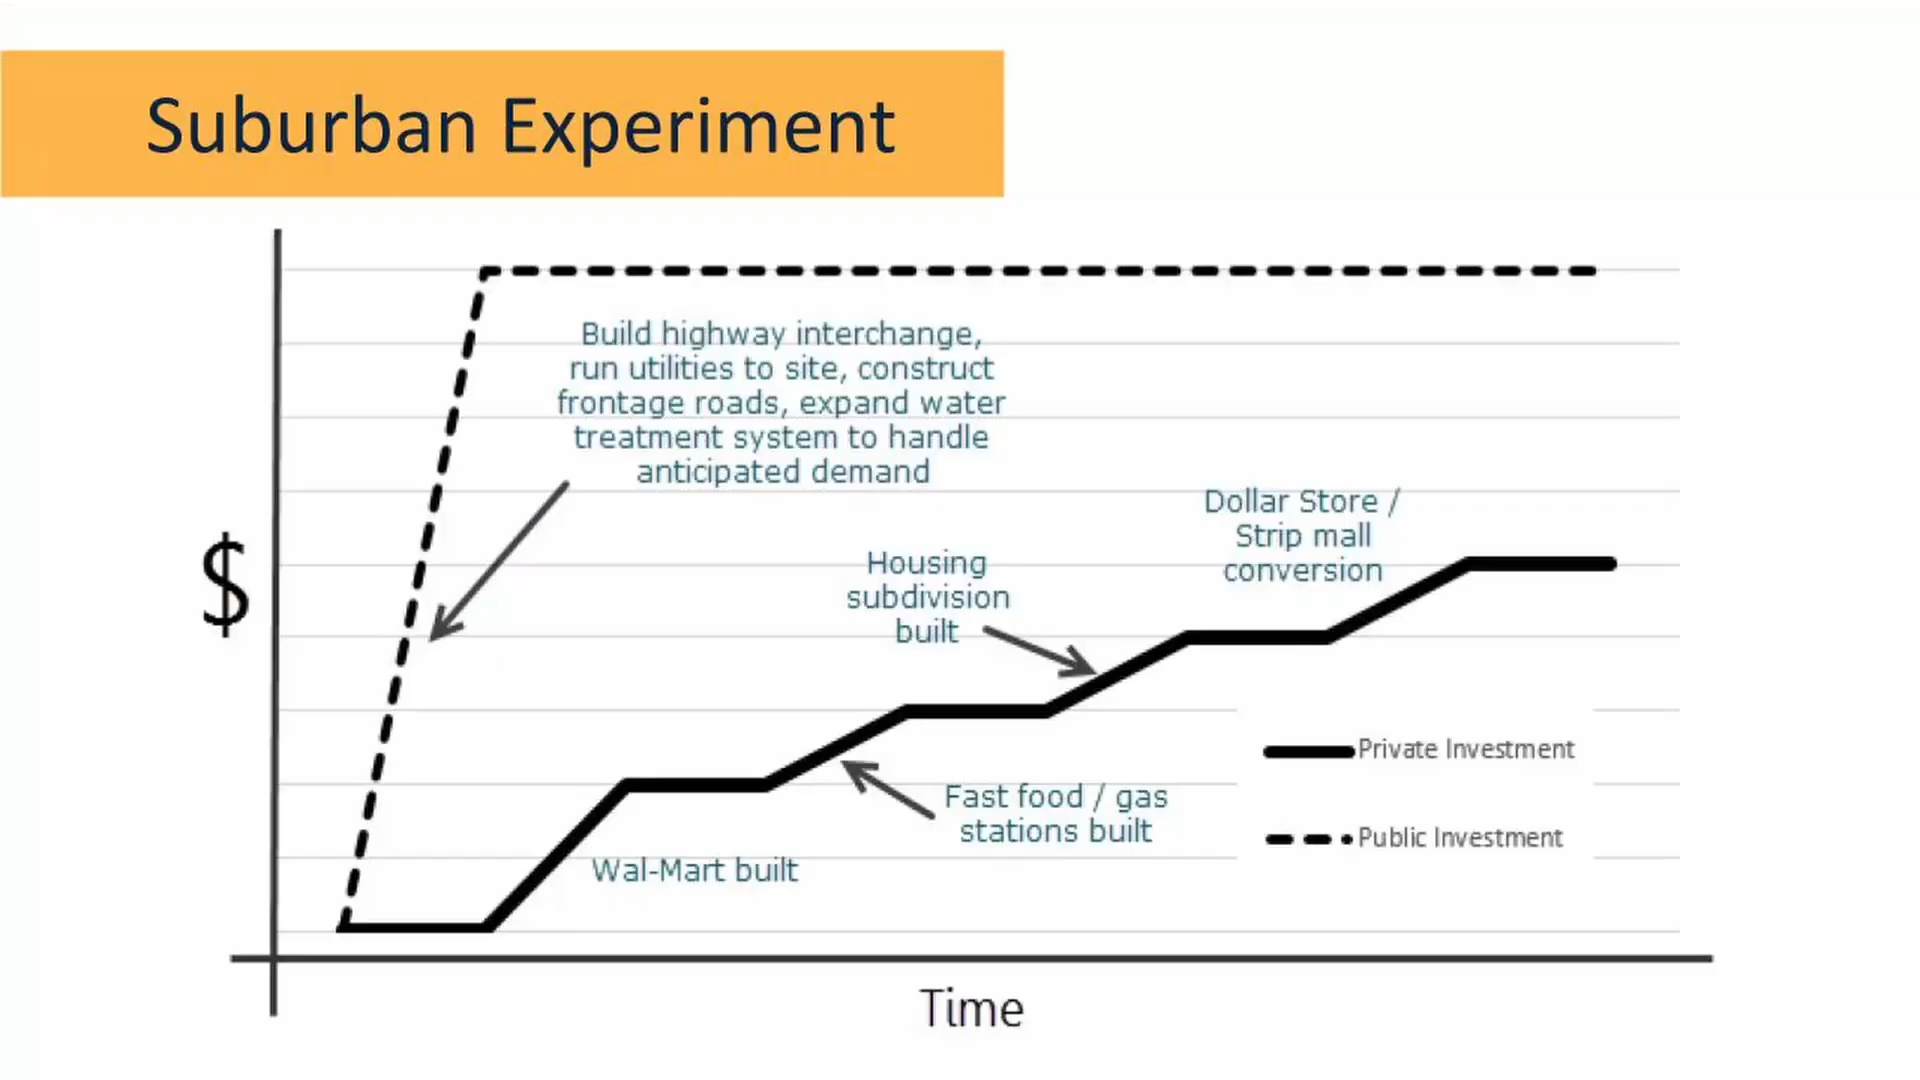 Suburban Experiment
Build highway interchange,
run utilities to site, construct
frontage roads, expand water
treatment system to handle
anticipated demand
Dollar Store /
Strip mall
conversion
$
Housing
subdivision
built
Private Investment
Fast food / gas
stations built
Public Investment
Wal-Mart built
Time